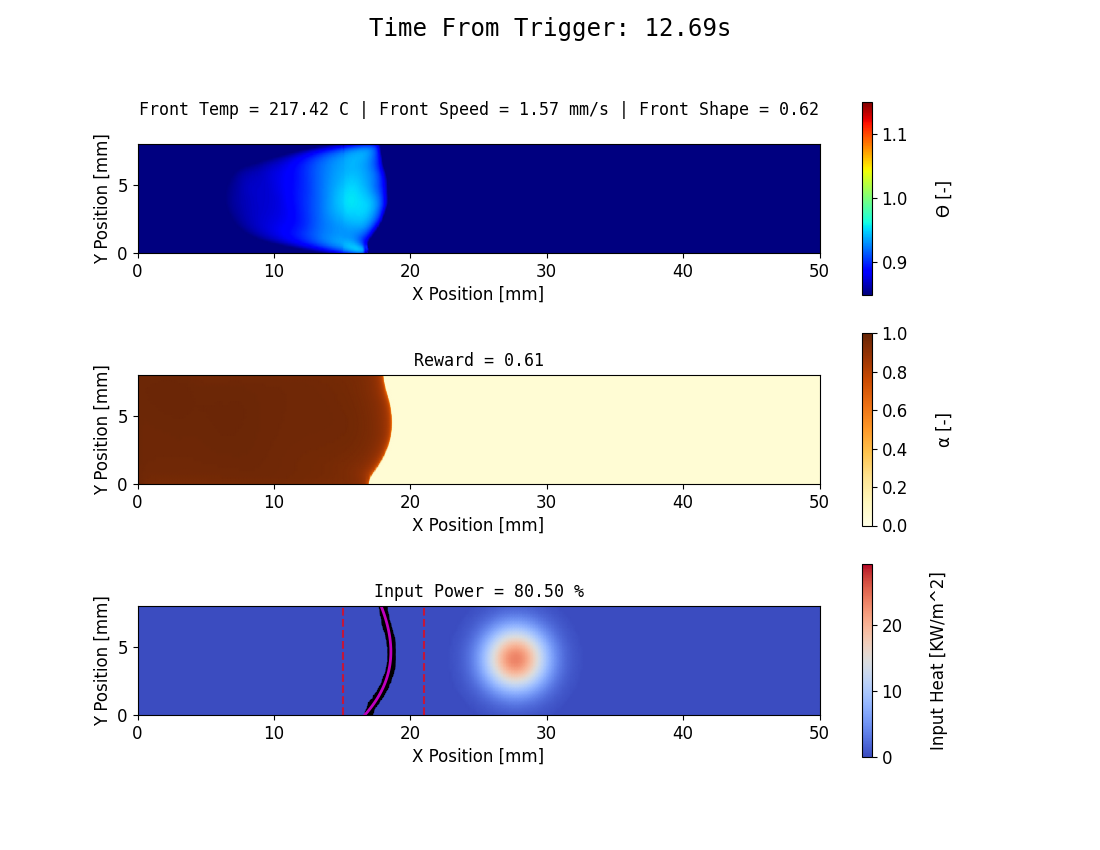 Time From Trigger: 12.69s
Front Temp = 217.42 C | Front Speed = 1.57 mm/s | Front Shape = 0.62
Y Position [mm]
5
0
0 10 20 30 40 50
X Position [mm]
1.1
1.0
0.9
Θ [-]
Reward = 0.61
Y Position [mm]
5
0
0 10 20 30 40 50
X Position [mm]
1.0
0.8
0.6
0.4
0.2
0.0
α [-]
Input Power = 80.50 %
Y Position [mm]
5
0
0 10 20 30 40 50
X Position [mm]
20
10
0
Input Heat [KW/m^2]